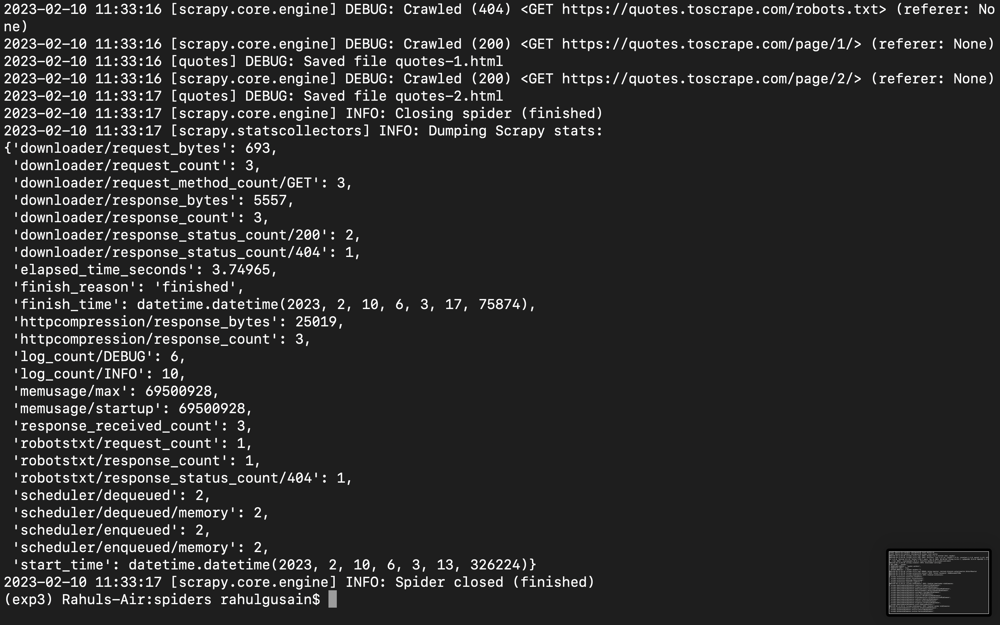 2023-02-10 11:33:16 [scrapy.core.engine] DEBUG: Crawled (404) <GET https://quotes.toscrape.com/robots.txt> (referer: No
ne)
2023-02-10 11:33:16 [scrapy.core.engine] DEBUG: Crawled (200) <GET https://quotes.toscrape.com/page/1/> (referer: None)
2023-02-10 11:33:16 [quotes] DEBUG: Saved file quotes-1.html
2023-02-10 11:33:16 [scrapy.core.engine] DEBUG: Crawled (200) <GET https://quotes.toscrape.com/page/2/> (referer: None)
2023-02-10 11:33:17 [quotes] DEBUG: Saved file quotes-2.html
2023-02-10 11:33:17 [scrapy.core.engine] INFO: Closing spider (finished)
2023-02-10 11:33:17 [scrapy.statscollectors] INFO: Dumping Scrapy stats:
{'downloader/request_bytes': 693,
 'downloader/request_count': 3,
 'downloader/request_method_count/GET': 3,
 'downloader/response_bytes': 5557,
 'downloader/response_count': 3,
 'downloader/response_status_count/200': 2,
 'downloader/response_status_count/404': 1,
 'elapsed_time_seconds': 3.74965,
 'finish_reason': 'finished',
 'finish_time': datetime.datetime(2023, 2, 10, 6, 3, 17, 75874),
 'httpcompression/response_bytes': 25019,
 'httpcompression/response_count': 3,
 'log_count/DEBUG': 6,
 'log_count/INFO': 10,
 'memusage/max': 69500928,
 'memusage/startup': 69500928,
 'response_received_count': 3,
 'robotstxt/request_count': 1,
 'robotstxt/response_count': 1,
 'robotstxt/response_status_count/404': 1,
 'scheduler/dequeued': 2,
 'scheduler/dequeued/memory': 2,
 'scheduler/enqueued': 2,
 'scheduler/enqueued/memory': 2,
 'start_time': datetime.datetime(2023, 2, 10, 6, 3, 13, 326224)}
2023-02-10 11:33:17 [scrapy.core.engine] INFO: Spider closed (finished)
(exp3) Rahuls-Air:spiders rahulgusain$